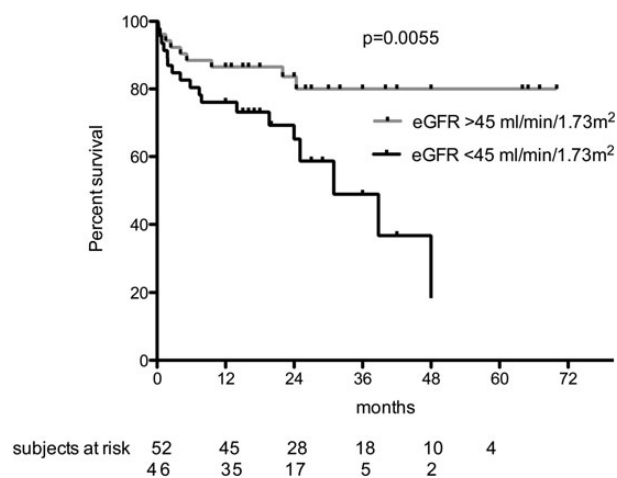 100
p=0.0055
80
eGFR >45 ml/min/1.73m²
eGFR <45 ml/min/1.73m²
60
Percent survival
40
20
0
0 12 24 36 48 60 72
months
subjects at risk 52 45 28 18 10 4
46 35 17 5 2